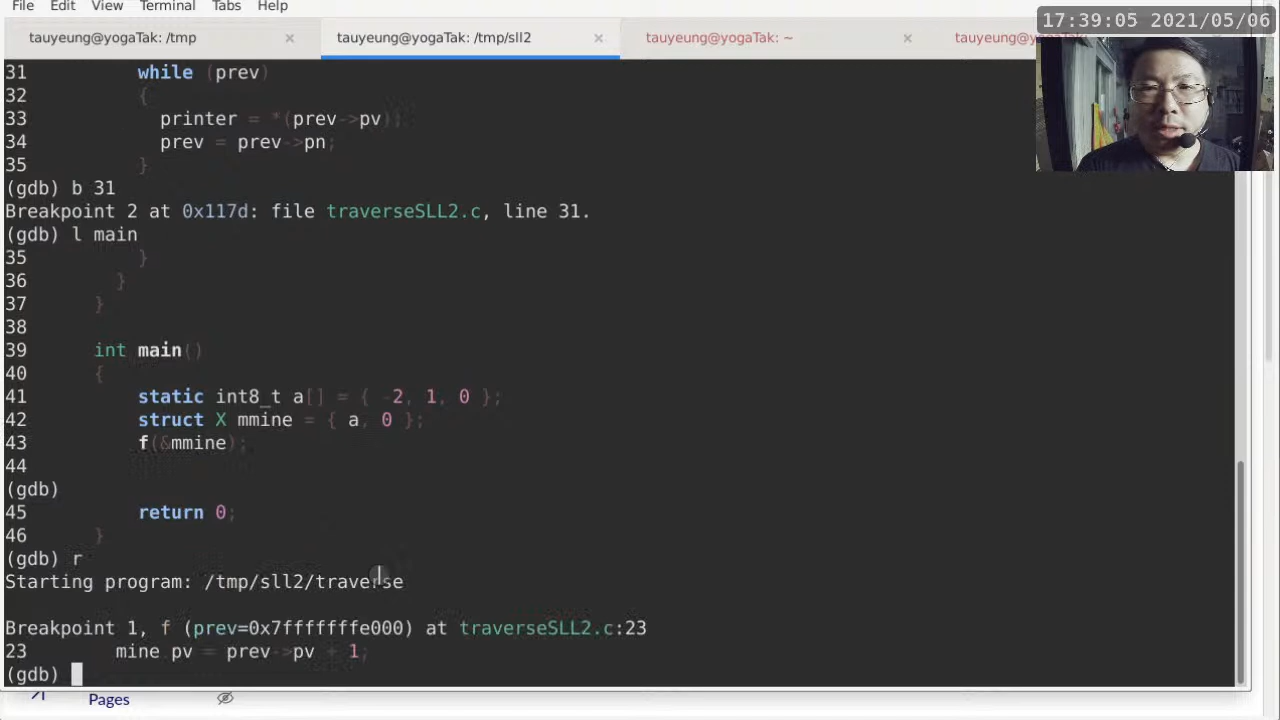 File Edit View Terminal Tabs Help
17:39:05 2021/05/06
tauyeung@yogaTak: /tmp × tauyeung@yogaTak: /tmp/sll2 × tauyeung@yogaTak: ~ × tauyeung@yogaTak:
31 while (prev)
32 {
33 printer = *(prev->pv);
34 prev = prev->pn;
35 }
(gdb) b 31
Breakpoint 2 at 0x117d: file traverseSLL2.c, line 31.
(gdb) l main
35 }
36 }
37 }
38
39 int main()
40 {
41 static int8_t a[] = { -2, 1, 0 };
42 struct X mmine = { a, 0 };
43 f(&mmine);
44
(gdb)
45 return 0;
46 }
(gdb) r
Starting program: /tmp/sll2/traverse
Breakpoint 1, f (prev=0x7fffffffe000) at traverseSLL2.c:23
23 mine pv = prev->pv + 1;
(gdb)
Pages